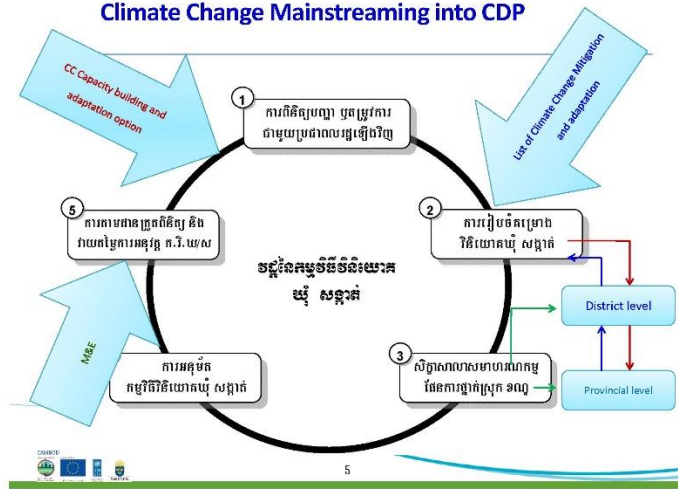 Climate Change Mainstreaming into CDP
CC Capacity building and
adaptation option
List of Climate Change Mitigation
and adaptation
1
ការពិនិត្យបញ្ហា ឬតម្រូវការ
ជាមួយប្រជាពលរដ្ឋឡើងវិញ
5
ការតាមដានត្រួតពិនិត្យ និង
វាយតម្លៃការអនុវត្ត ក.វ.ឃ/ស
2
ការរៀបចំគម្រោង
វិនិយោគឃុំ សង្កាត់
វដ្តនៃកម្មវិធីវិនិយោគ
ឃុំ សង្កាត់
District level
M&E
ការអនុម័ត
កម្មវិធីវិនិយោគឃុំ សង្កាត់
3
សិក្ខាសាលាសមាហរណកម្ម
ផែនការថ្នាក់ស្រុក ខណ្ឌ
Provincial level
5